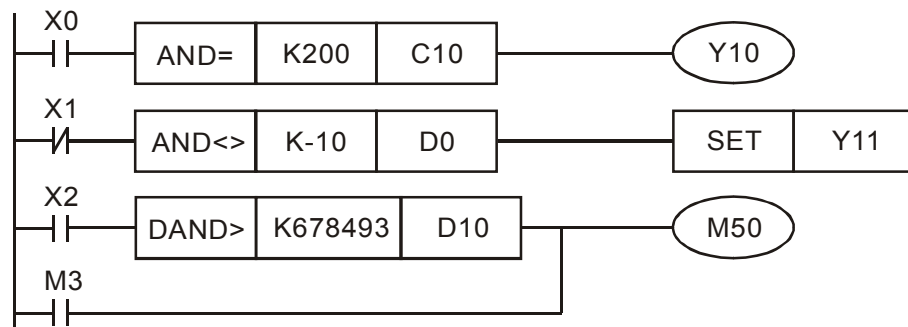 X0
AND= K200 C10 Y10
X1
AND<> K-10 D0 SET Y11
X2
DAND> K678493 D10 M50
M3